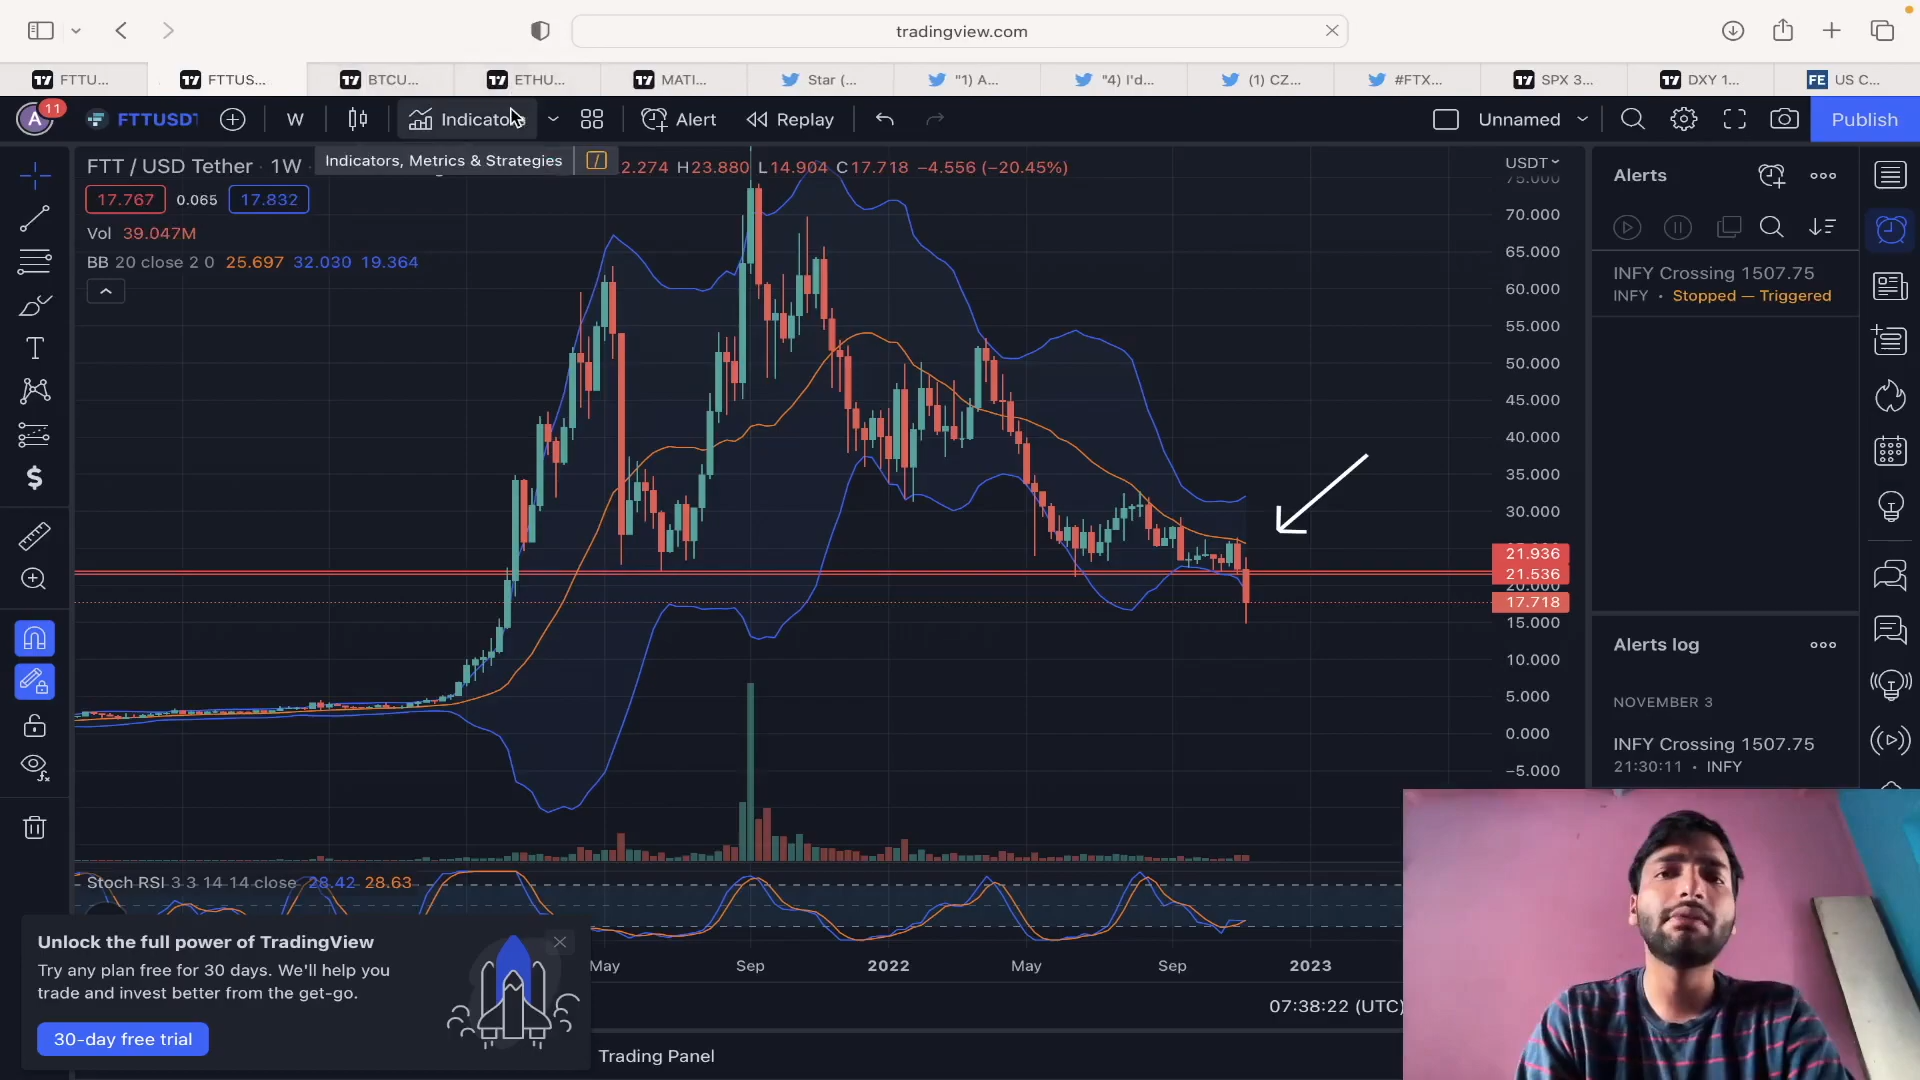 tradingview.com
FTTU...
FTTUS...
BTCU...
ETHU...
MATI...
Star (...
"1) A...
"4) I'd...
(1) CZ...
#FTX...
SPX 3...
DXY 1...
FE US C...
A 11 FTTUSDT W Indicators Alert Replay Unnamed Publish
FTT / USD Tether · 1W
Indicators, Metrics & Strategies /
2.274 H23.880 L14.904 C17.718 −4.556 (−20.45%)
17.767 0.065 17.832
Vol 39.047M
BB 20 close 2 0 25.697 32.030 19.364
USDT
75.000
70.000
65.000
60.000
55.000
50.000
45.000
40.000
35.000
30.000
21.936
21.536
20.000
17.718
15.000
10.000
5.000
0.000
−5.000
Alerts
INFY Crossing 1507.75
INFY • Stopped — Triggered
Alerts log
NOVEMBER 3
INFY Crossing 1507.75
21:30:11 • INFY
Stoch RSI 3 3 14 14 close 28.42 28.63
May Sep 2022 May Sep 2023
07:38:22 (UTC)
Unlock the full power of TradingView
Try any plan free for 30 days. We'll help you
trade and invest better from the get-go.
30-day free trial
Trading Panel